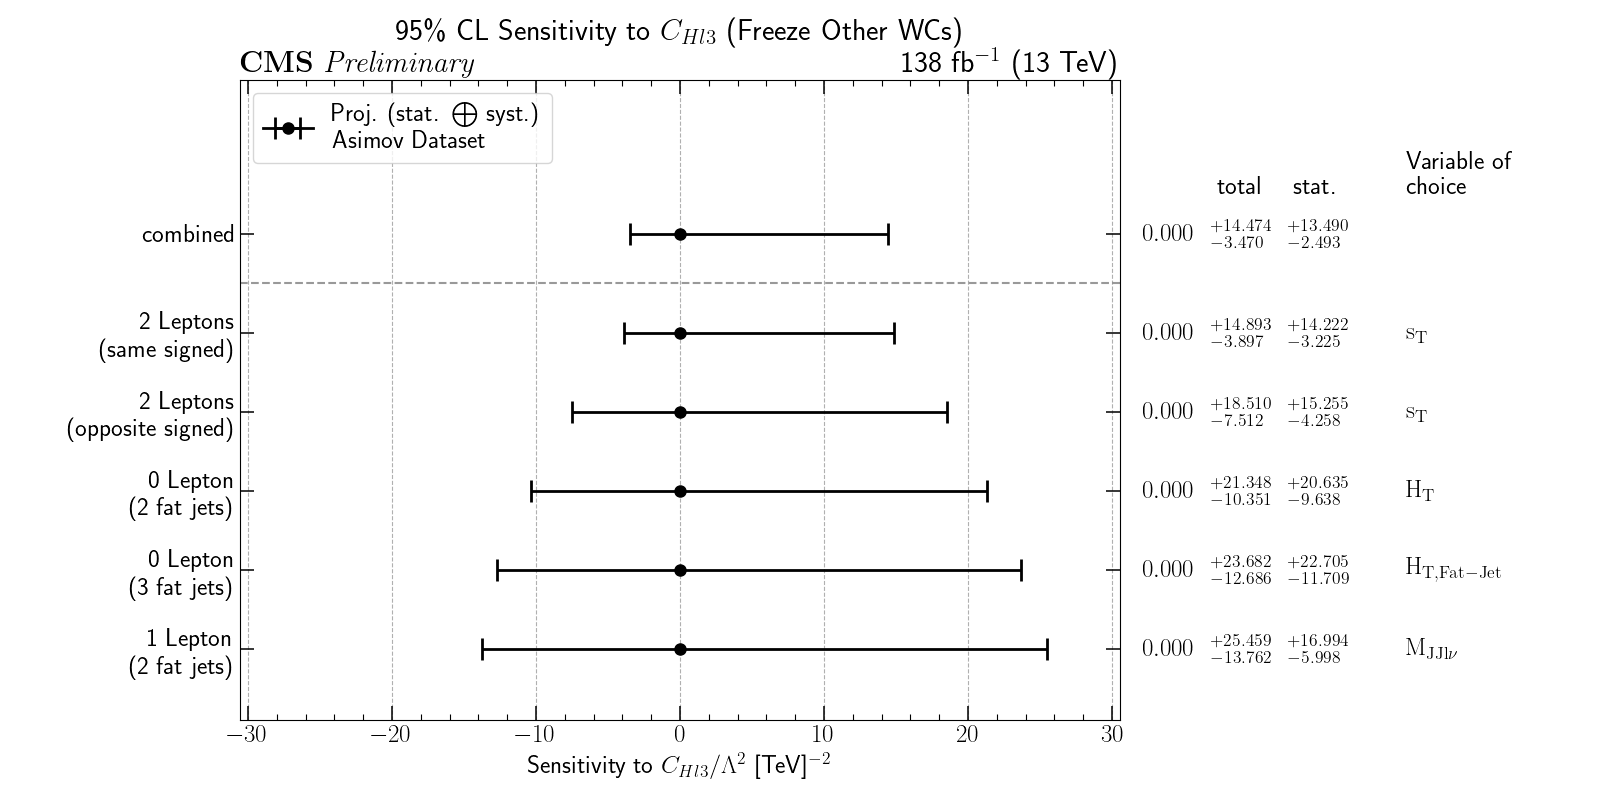 95% CL Sensitivity to C_{Hl3} (Freeze Other WCs)
CMS Preliminary
138 fb^{-1} (13 TeV)
Proj. (stat. ⨁ syst.)
Asimov Dataset
Variable of
choice
total stat.
combined
0.000 +14.474 +13.490
−3.470 −2.493
2 Leptons
(same signed)
0.000 +14.893 +14.222
−3.897 −3.225
s_T
2 Leptons
(opposite signed)
0.000 +18.510 +15.255
−7.512 −4.258
s_T
0 Lepton
(2 fat jets)
0.000 +21.348 +20.635
−10.351 −9.638
H_T
0 Lepton
(3 fat jets)
0.000 +23.682 +22.705
−12.686 −11.709
H_{T,Fat−Jet}
1 Lepton
(2 fat jets)
0.000 +25.459 +16.994
−13.762 −5.998
M_{JJlν}
−30 −20 −10 0 10 20 30
Sensitivity to C_{Hl3}/Λ^2 [TeV]^{−2}